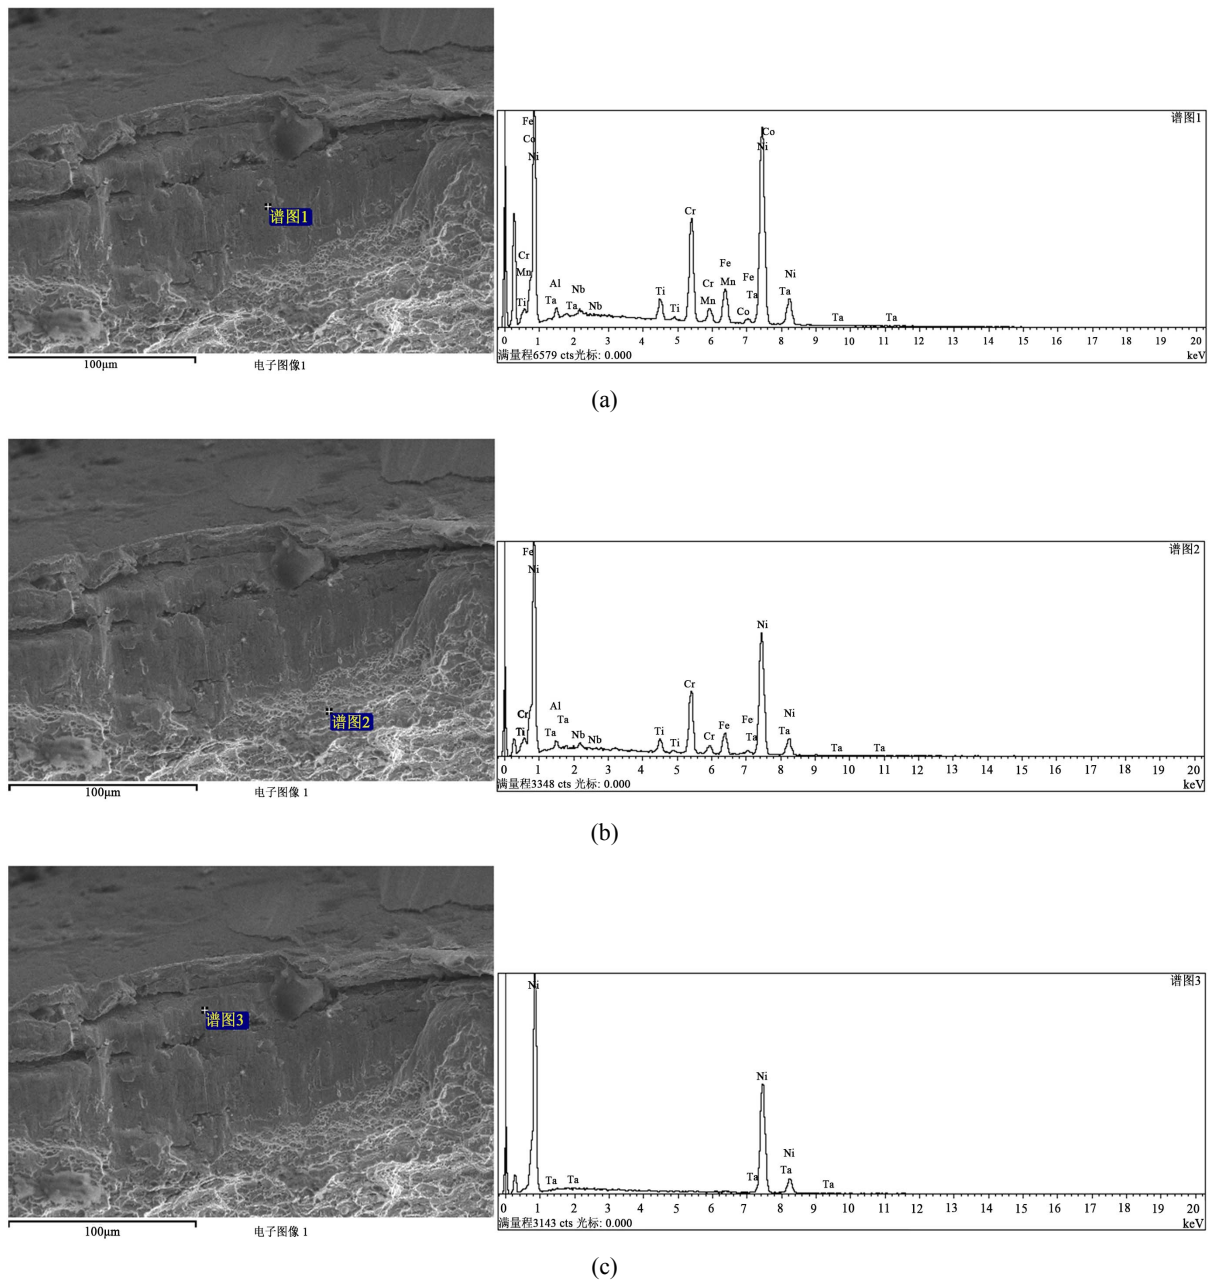 谱图1
100μm
电子图像1
谱图1
Fe
Co
Ni
Co
Ni
Cr
Cr
Mn
Ti
Al
Ta
Ta
Nb
Nb
Ti
Ti
Cr
Mn
Fe
Mn
Fe
Ta
Co
Ni
Ta
Ta
Ta
0 1 2 3 4 5 6 7 8 9 10 11 12 13 14 15 16 17 18 19 20
满量程6579 cts光标: 0.000
keV
(a)
谱图2
100μm
电子图像 1
谱图2
Fe
Ni
Ni
Cr
Cr
Ti
Al
Ta
Ta
Nb
Nb
Ti
Ti
Cr
Fe
Fe
Ta
Ni
Ta
Ta
Ta
0 1 2 3 4 5 6 7 8 9 10 11 12 13 14 15 16 17 18 19 20
满量程3348 cts 光标: 0.000
keV
(b)
谱图3
100μm
电子图像 1
谱图3
Ni
Ni
Ni
Ta
Ta
Ta
Ta
Ta
0 1 2 3 4 5 6 7 8 9 10 11 12 13 14 15 16 17 18 19 20
满量程3143 cts 光标: 0.000
keV
(c)